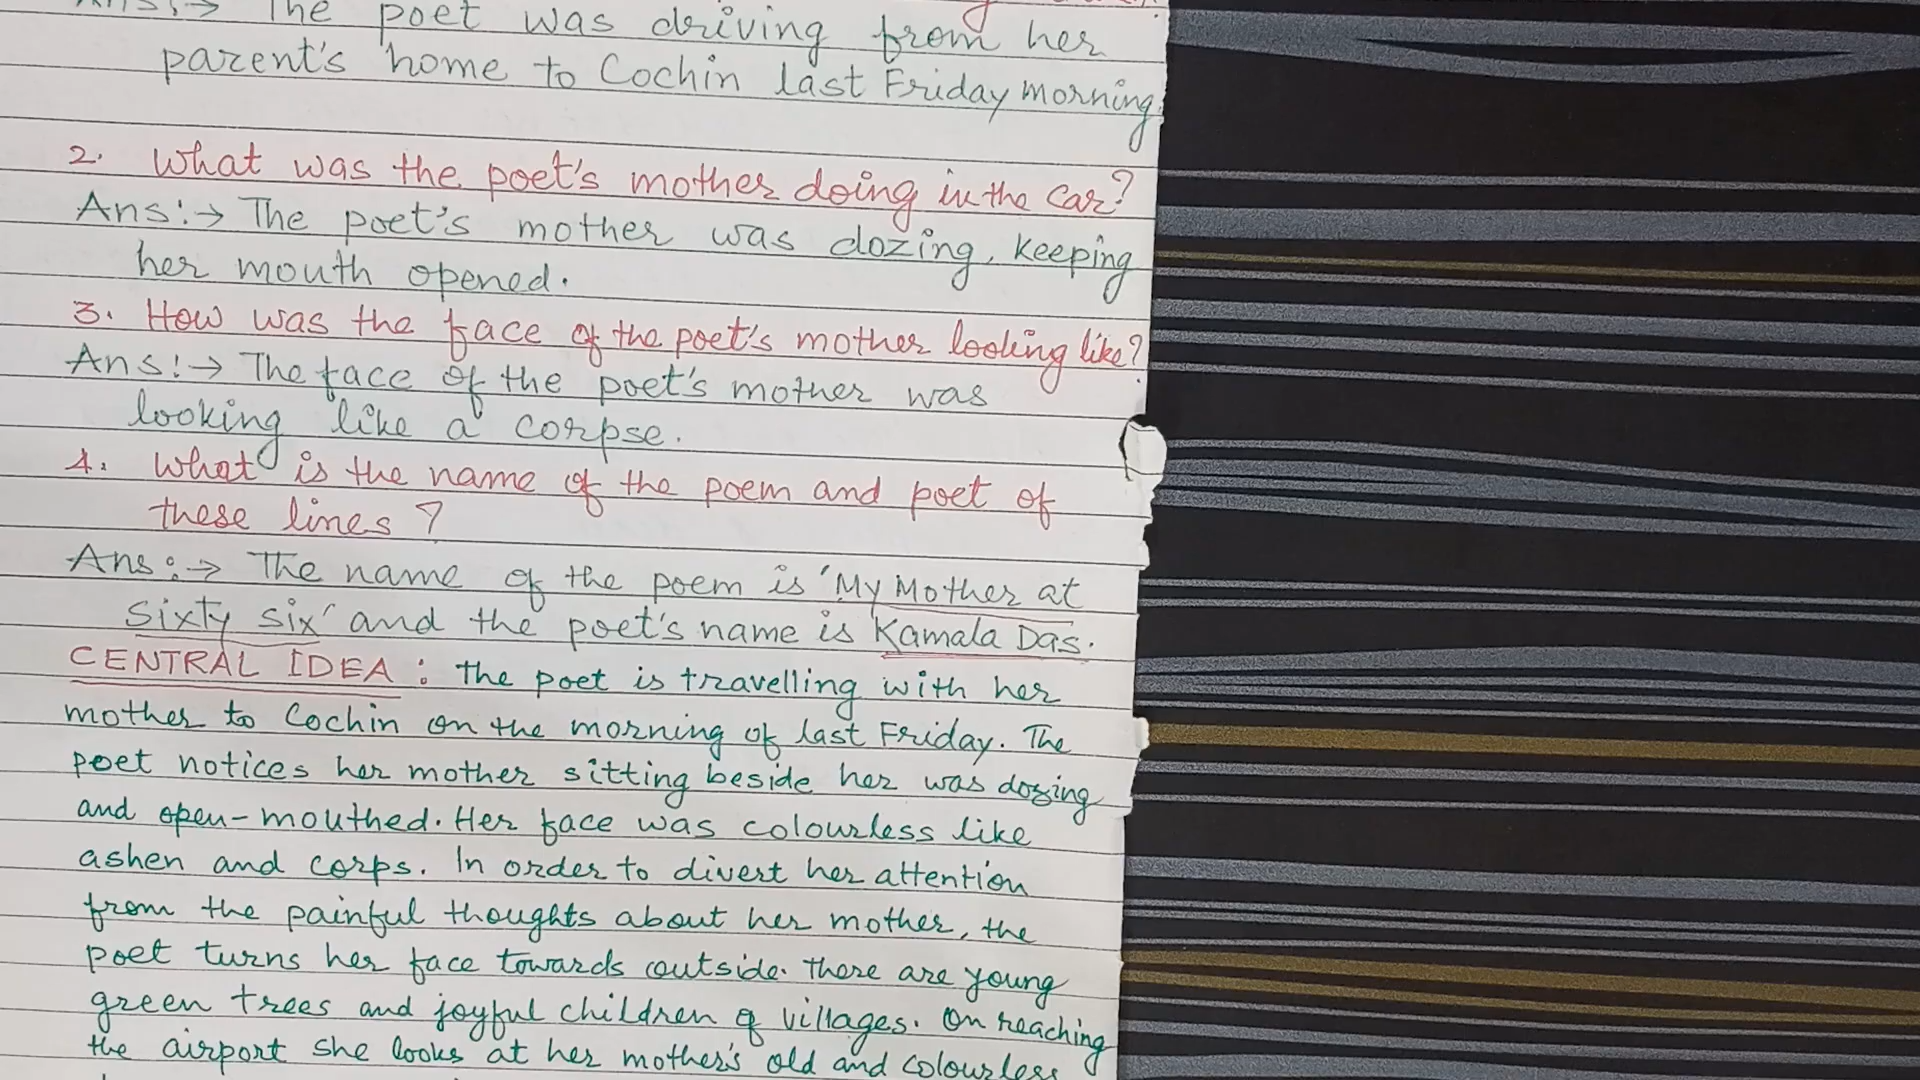 Ans:→ The poet was driving from her
parent's home to Cochin last Friday morning.
2. What was the poet's mother doing in the car?
Ans:→ The poet's mother was dozing, keeping
her mouth opened.
3. How was the face of the poet's mother looking like?
Ans:→ The face of the poet's mother was
looking like a corpse.
4. What is the name of the poem and poet of
these lines?
Ans:→ The name of the poem is 'My Mother at
Sixty six' and the poet's name is Kamala Das.
CENTRAL IDEA: The poet is travelling with her
mother to Cochin on the morning of last Friday. The
poet notices her mother sitting beside her was dozing
and open-mouthed. Her face was colourless like
ashen and corps. In order to divert her attention
from the painful thoughts about her mother, the
poet turns her face towards outside. There are young
green trees and joyful children of villages. On reaching
the airport she looks at her mother's old and colourless